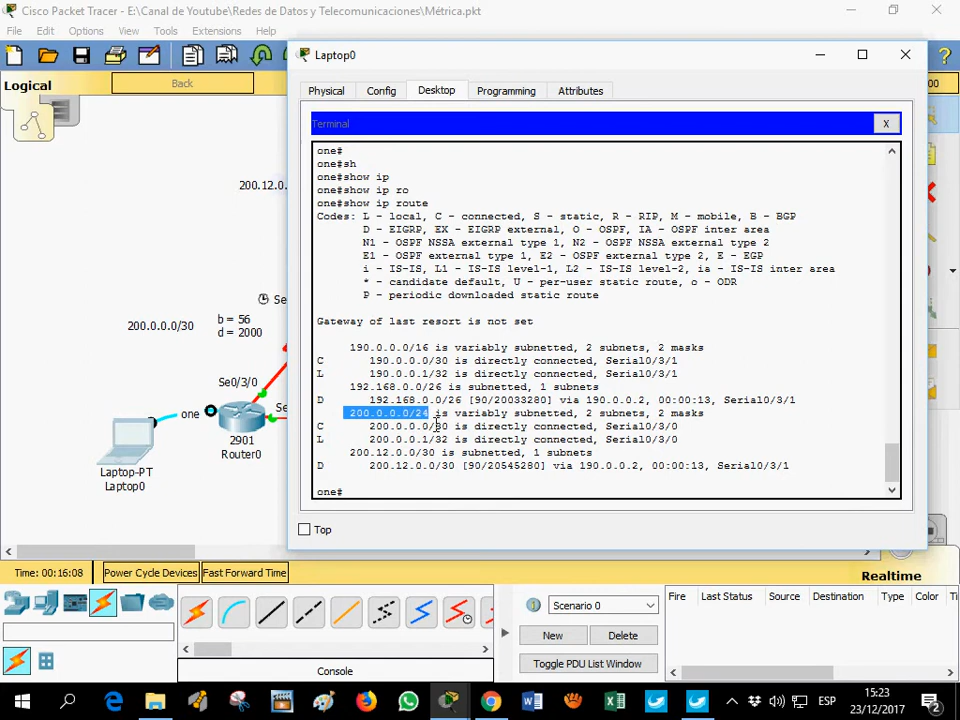 Cisco Packet Tracer - E:\Canal de Youtube\Redes de Datos y Telecomunicaciones\Métrica.pkt
File Edit Options View Tools Extensions Help
Logical
Back
200.12.0.
200.0.0.0/30
b = 56
d = 2000
Se
Se0/3/0
Se
one
2901
Router0
Laptop-PT
Laptop0
00
Laptop0
Physical Config Desktop Programming Attributes
Terminal
X
one#
one#sh
one#show ip
one#show ip ro
one#show ip route
Codes: L - local, C - connected, S - static, R - RIP, M - mobile, B - BGP
D - EIGRP, EX - EIGRP external, O - OSPF, IA - OSPF inter area
N1 - OSPF NSSA external type 1, N2 - OSPF NSSA external type 2
E1 - OSPF external type 1, E2 - OSPF external type 2, E - EGP
i - IS-IS, L1 - IS-IS level-1, L2 - IS-IS level-2, ia - IS-IS inter area
* - candidate default, U - per-user static route, o - ODR
P - periodic downloaded static route
Gateway of last resort is not set
190.0.0.0/16 is variably subnetted, 2 subnets, 2 masks
C 190.0.0.0/30 is directly connected, Serial0/3/1
L 190.0.0.1/32 is directly connected, Serial0/3/1
192.168.0.0/26 is subnetted, 1 subnets
D 192.168.0.0/26 [90/20033280] via 190.0.0.2, 00:00:13, Serial0/3/1
200.0.0.0/24 is variably subnetted, 2 subnets, 2 masks
C 200.0.0.0/30 is directly connected, Serial0/3/0
L 200.0.0.1/32 is directly connected, Serial0/3/0
200.12.0.0/30 is subnetted, 1 subnets
D 200.12.0.0/30 [90/20545280] via 190.0.0.2, 00:00:13, Serial0/3/1
one#
Top
Time: 00:16:08 Power Cycle Devices Fast Forward Time
Realtime
Scenario 0
New Delete
Toggle PDU List Window
Fire Last Status Source Destination Type Color Ti
Console
ESP
15:23
23/12/2017
2